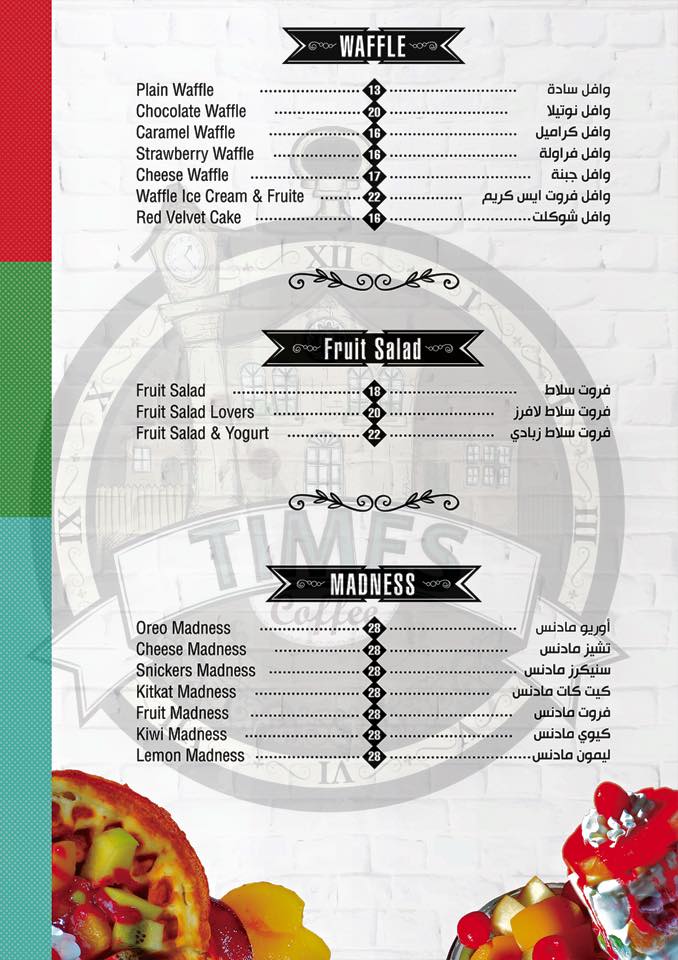 WAFFLE
Plain Waffle 13 وافل سادة
Chocolate Waffle 20 وافل نوتيلا
Caramel Waffle 16 وافل كراميل
Strawberry Waffle 16 وافل فراولة
Cheese Waffle 17 وافل جبنة
Waffle Ice Cream & Fruite 22 وافل فروت ايس كريم
Red Velvet Cake 16 وافل شوكلت
XII
I
X
Fruit Salad
Fruit Salad 18 فروت سلاط
Fruit Salad Lovers 20 فروت سلاط لافرز
Fruit Salad & Yogurt 22 فروت سلاط زبادي
IX
III
TIMES
Coffee
MADNESS
Oreo Madness 28 أوريو مادنس
Cheese Madness 28 تشيز مادنس
Snickers Madness 28 سنيكرز مادنس
Kitkat Madness 28 كيت كات مادنس
Fruit Madness 28 فروت مادنس
Kiwi Madness 28 كيوي مادنس
Lemon Madness 28 ليمون مادنس
VI